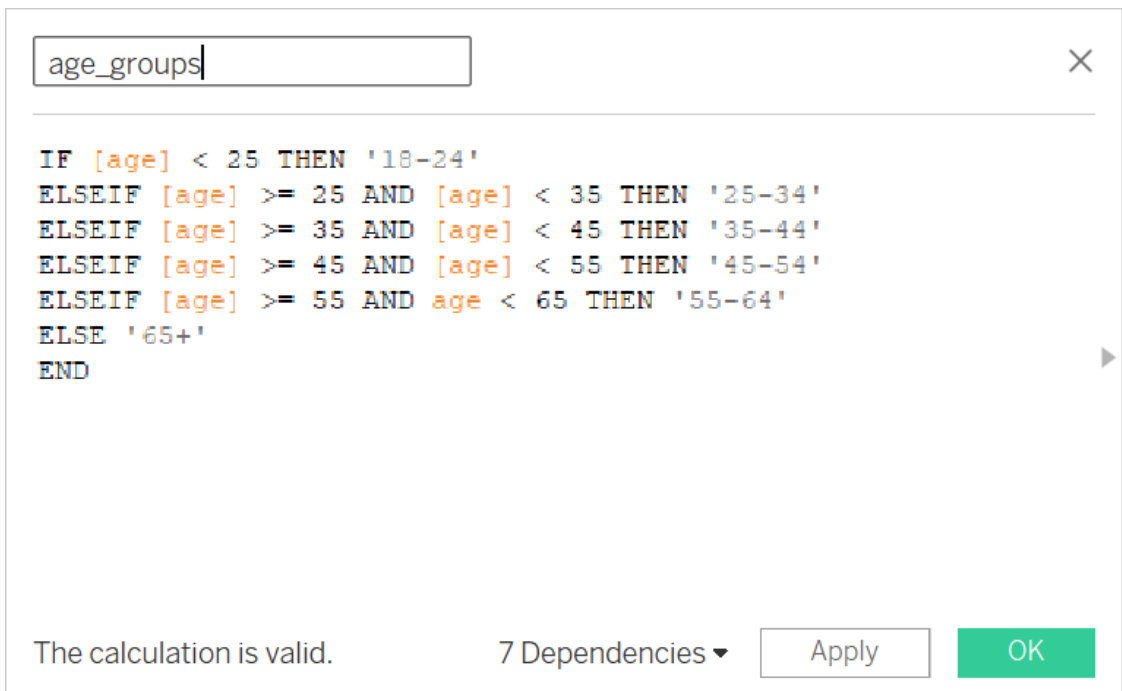 age_groups
IF [age] < 25 THEN '18-24'
ELSEIF [age] >= 25 AND [age] < 35 THEN '25-34'
ELSEIF [age] >= 35 AND [age] < 45 THEN '35-44'
ELSEIF [age] >= 45 AND [age] < 55 THEN '45-54'
ELSEIF [age] >= 55 AND age < 65 THEN '55-64'
ELSE '65+'
END
The calculation is valid. 7 Dependencies Apply OK